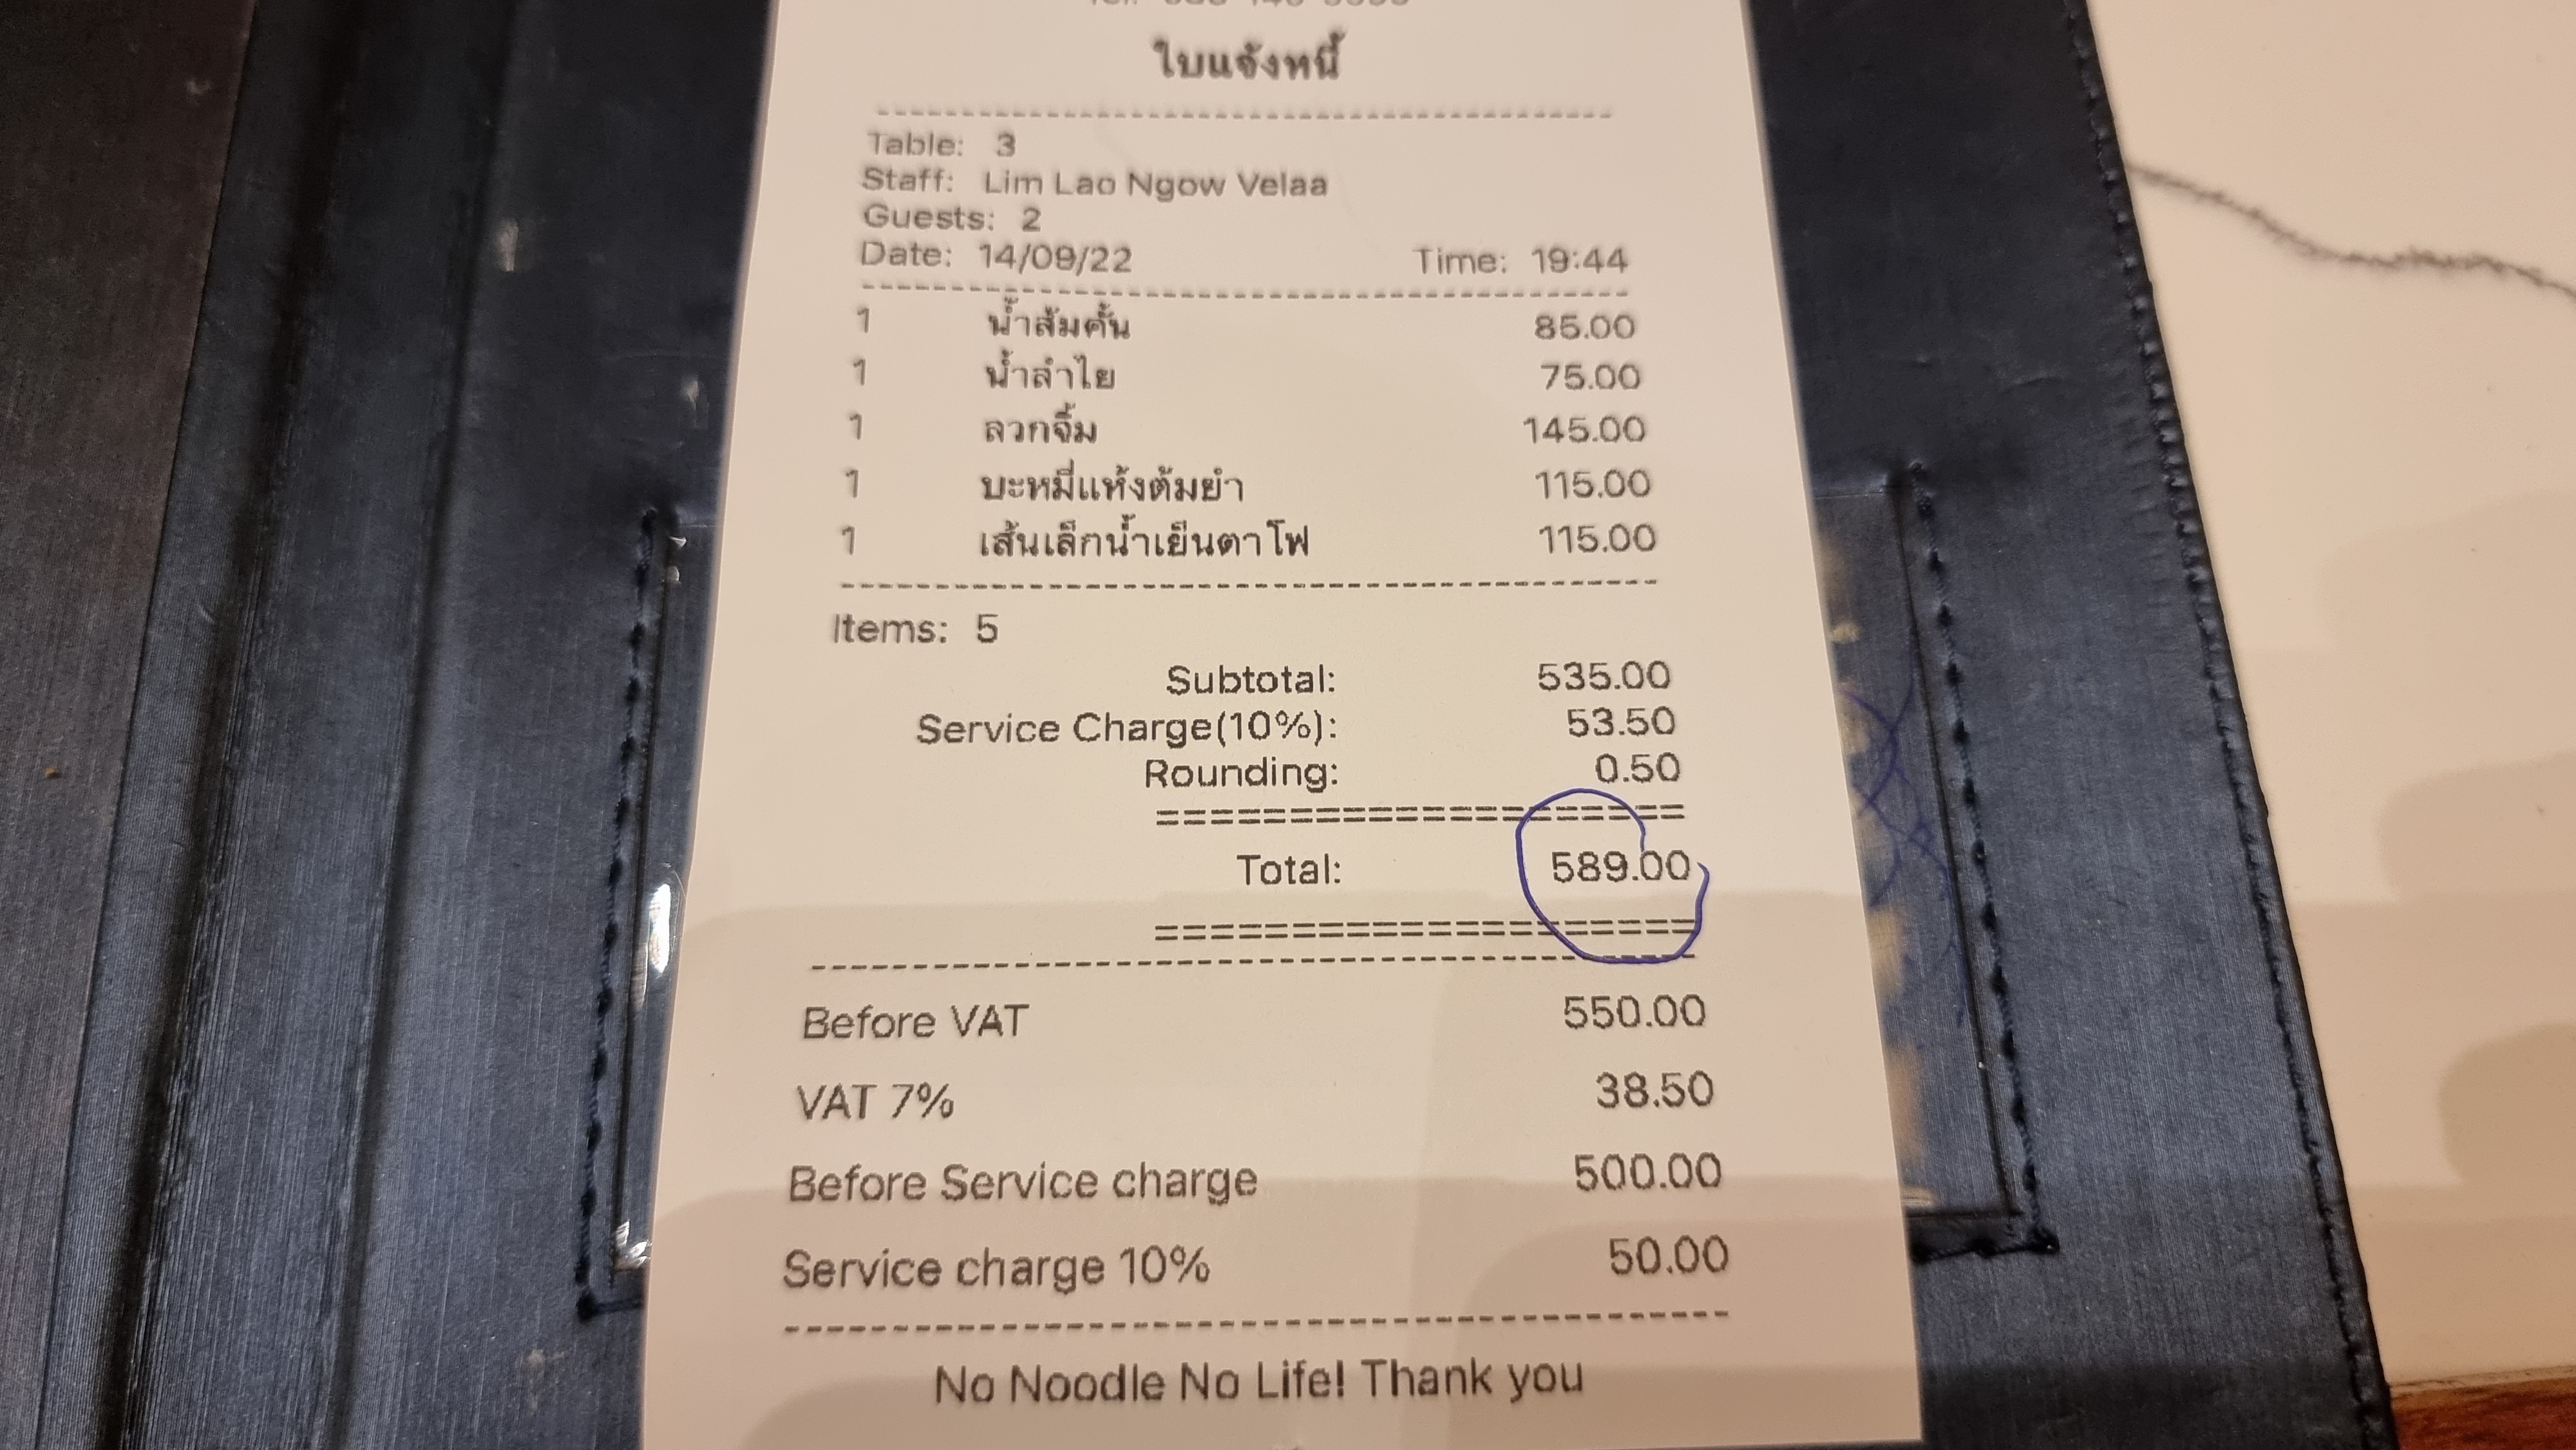 ใบแจ้งหนี้
Table: 3
Staff: Lim Lao Ngow Velaa
Guests: 2
Date: 14/09/22 Time: 19:44
1 น้ำส้มคั้น 85.00
1 น้ำลำไย 75.00
1 ลวกจิ้ม 145.00
1 บะหมี่แห้งต้มยำ 115.00
1 เส้นเล็กน้ำเย็นตาโฟ 115.00
Items: 5
Subtotal: 535.00
Service Charge(10%): 53.50
Rounding: 0.50
Total: 589.00
Before VAT 550.00
VAT 7% 38.50
Before Service charge 500.00
Service charge 10% 50.00
No Noodle No Life! Thank you